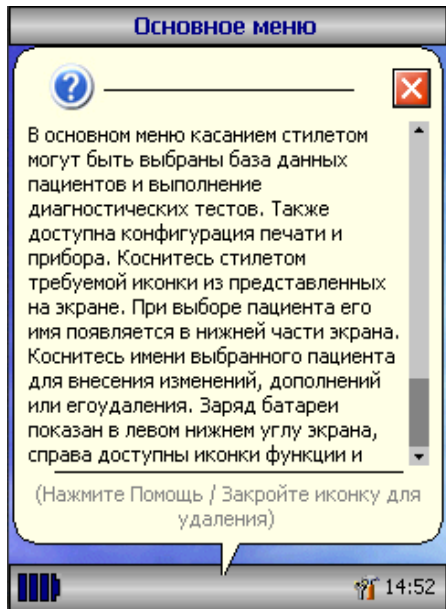 Основное меню
В основном меню касанием стилетом
могут быть выбраны база данных
пациентов и выполнение
диагностических тестов. Также
доступна конфигурация печати и
прибора. Коснитесь стилетом
требуемой иконки из представленных
на экране. При выборе пациента его
имя появляется в нижней части экрана.
Коснитесь имени выбранного пациента
для внесения изменений, дополнений
или егоудаления. Заряд батареи
показан в левом нижнем углу экрана,
справа доступны иконки функции и
(Нажмите Помощь / Закройте иконку для
удаления)
14:52